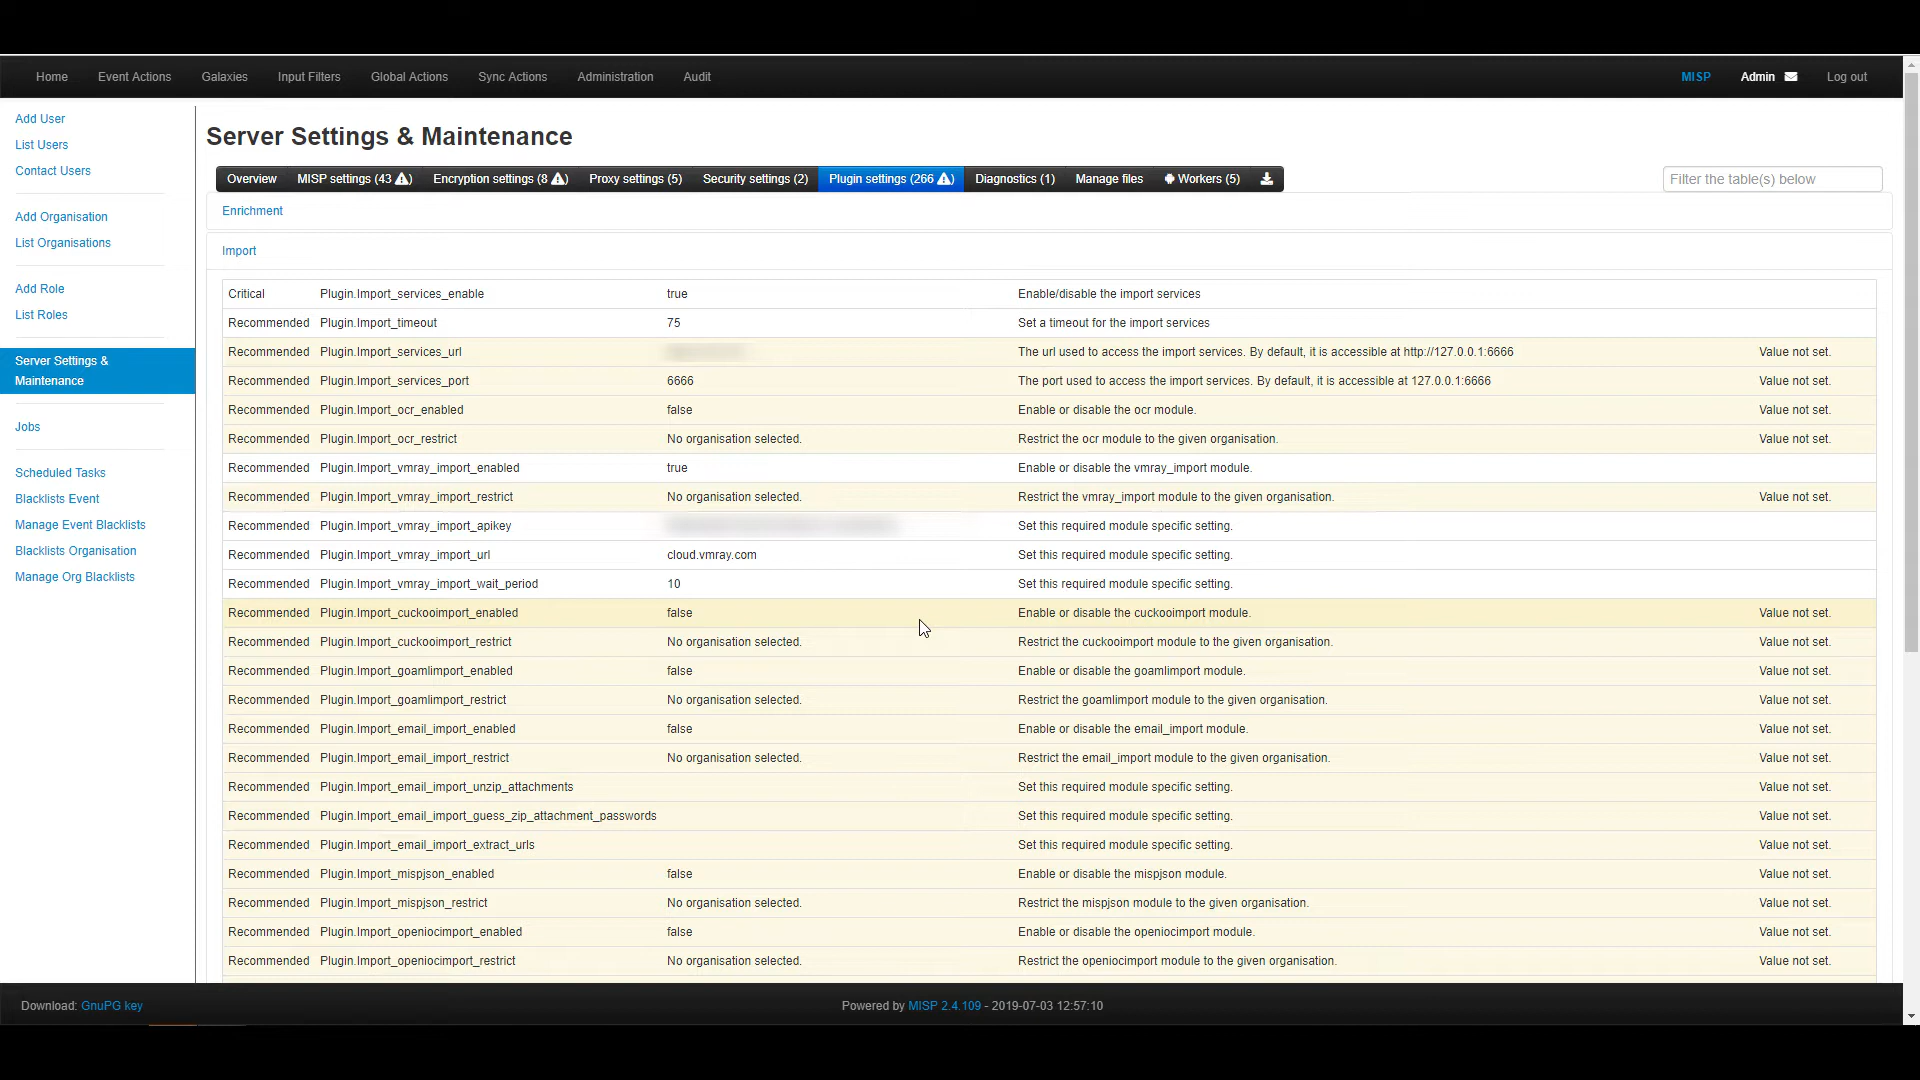 Home Event Actions Galaxies Input Filters Global Actions Sync Actions Administration Audit MISP Admin Log out
Add User
List Users
Contact Users
Add Organisation
List Organisations
Add Role
List Roles
Server Settings &
Maintenance
Jobs
Scheduled Tasks
Blacklists Event
Manage Event Blacklists
Blacklists Organisation
Manage Org Blacklists
Server Settings & Maintenance
Overview MISP settings (43 ) Encryption settings (8 ) Proxy settings (5) Security settings (2) Plugin settings (266 ) Diagnostics (1) Manage files Workers (5) Filter the table(s) below
Enrichment
Import
Critical Plugin.Import_services_enable true Enable/disable the import services
Recommended Plugin.Import_timeout 75 Set a timeout for the import services
Recommended Plugin.Import_services_url The url used to access the import services. By default, it is accessible at http://127.0.0.1:6666 Value not set.
Recommended Plugin.Import_services_port 6666 The port used to access the import services. By default, it is accessible at 127.0.0.1:6666 Value not set.
Recommended Plugin.Import_ocr_enabled false Enable or disable the ocr module. Value not set.
Recommended Plugin.Import_ocr_restrict No organisation selected. Restrict the ocr module to the given organisation. Value not set.
Recommended Plugin.Import_vmray_import_enabled true Enable or disable the vmray_import module.
Recommended Plugin.Import_vmray_import_restrict No organisation selected. Restrict the vmray_import module to the given organisation. Value not set.
Recommended Plugin.Import_vmray_import_apikey Set this required module specific setting.
Recommended Plugin.Import_vmray_import_url cloud.vmray.com Set this required module specific setting.
Recommended Plugin.Import_vmray_import_wait_period 10 Set this required module specific setting.
Recommended Plugin.Import_cuckooimport_enabled false Enable or disable the cuckooimport module. Value not set.
Recommended Plugin.Import_cuckooimport_restrict No organisation selected. Restrict the cuckooimport module to the given organisation. Value not set.
Recommended Plugin.Import_goamlimport_enabled false Enable or disable the goamlimport module. Value not set.
Recommended Plugin.Import_goamlimport_restrict No organisation selected. Restrict the goamlimport module to the given organisation. Value not set.
Recommended Plugin.Import_email_import_enabled false Enable or disable the email_import module. Value not set.
Recommended Plugin.Import_email_import_restrict No organisation selected. Restrict the email_import module to the given organisation. Value not set.
Recommended Plugin.Import_email_import_unzip_attachments Set this required module specific setting. Value not set.
Recommended Plugin.Import_email_import_guess_zip_attachment_passwords Set this required module specific setting. Value not set.
Recommended Plugin.Import_email_import_extract_urls Set this required module specific setting. Value not set.
Recommended Plugin.Import_mispjson_enabled false Enable or disable the mispjson module. Value not set.
Recommended Plugin.Import_mispjson_restrict No organisation selected. Restrict the mispjson module to the given organisation. Value not set.
Recommended Plugin.Import_openiocimport_enabled false Enable or disable the openiocimport module. Value not set.
Recommended Plugin.Import_openiocimport_restrict No organisation selected. Restrict the openiocimport module to the given organisation. Value not set.
Download: GnuPG key Powered by MISP 2.4.109 - 2019-07-03 12:57:10